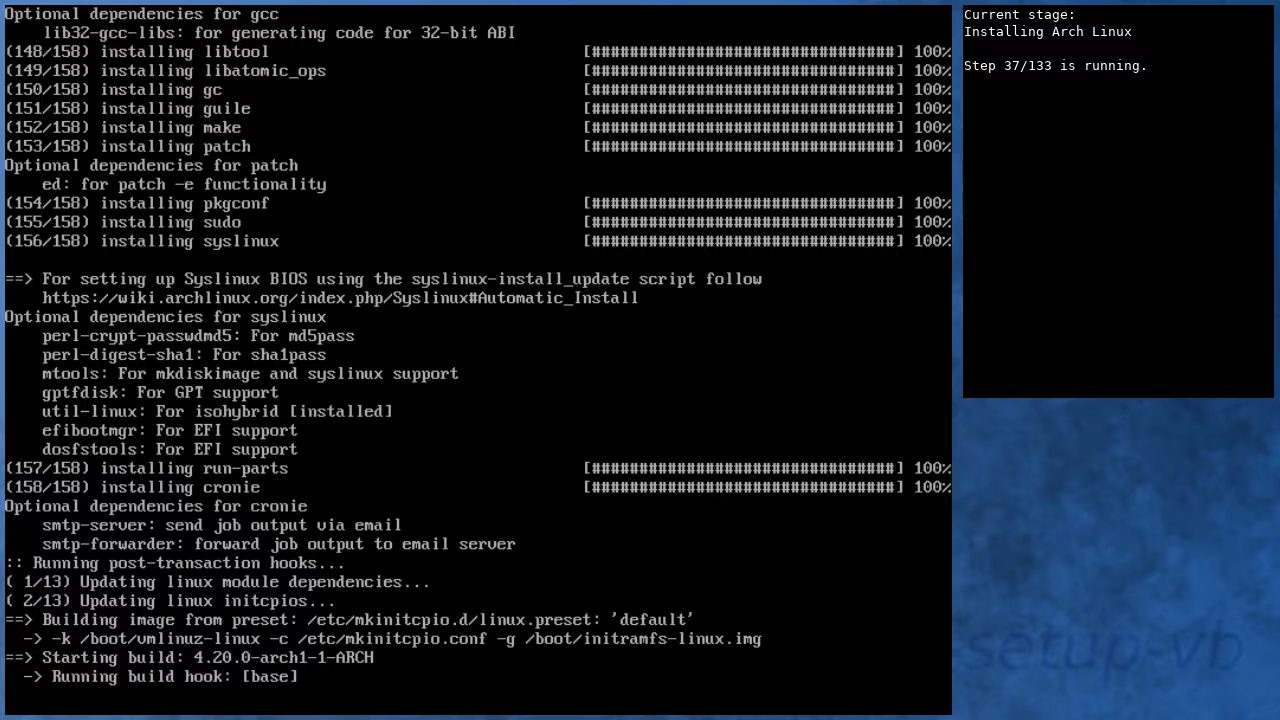 Optional dependencies for gcc
    lib32-gcc-libs: for generating code for 32-bit ABI
(148/158) installing libtool                                 [################################] 100%
(149/158) installing libatomic_ops                           [################################] 100%
(150/158) installing gc                                      [################################] 100%
(151/158) installing guile                                   [################################] 100%
(152/158) installing make                                    [################################] 100%
(153/158) installing patch                                   [################################] 100%
Optional dependencies for patch
    ed: for patch -e functionality
(154/158) installing pkgconf                                 [################################] 100%
(155/158) installing sudo                                    [################################] 100%
(156/158) installing syslinux                                [################################] 100%

==> For setting up Syslinux BIOS using the syslinux-install_update script follow
    https://wiki.archlinux.org/index.php/Syslinux#Automatic_Install
Optional dependencies for syslinux
    perl-crypt-passwdmd5: For md5pass
    perl-digest-sha1: For sha1pass
    mtools: For mkdiskimage and syslinux support
    gptfdisk: For GPT support
    util-linux: For isohybrid [installed]
    efibootmgr: For EFI support
    dosfstools: For EFI support
(157/158) installing run-parts                               [################################] 100%
(158/158) installing cronie                                  [################################] 100%
Optional dependencies for cronie
    smtp-server: send job output via email
    smtp-forwarder: forward job output to email server
:: Running post-transaction hooks...
( 1/13) Updating linux module dependencies...
( 2/13) Updating linux initcpios...
==> Building image from preset: /etc/mkinitcpio.d/linux.preset: 'default'
  -> -k /boot/vmlinuz-linux -c /etc/mkinitcpio.conf -g /boot/initramfs-linux.img
==> Starting build: 4.20.0-arch1-1-ARCH
  -> Running build hook: [base]
Current stage:
Installing Arch Linux

Step 37/133 is running.
setup-vb